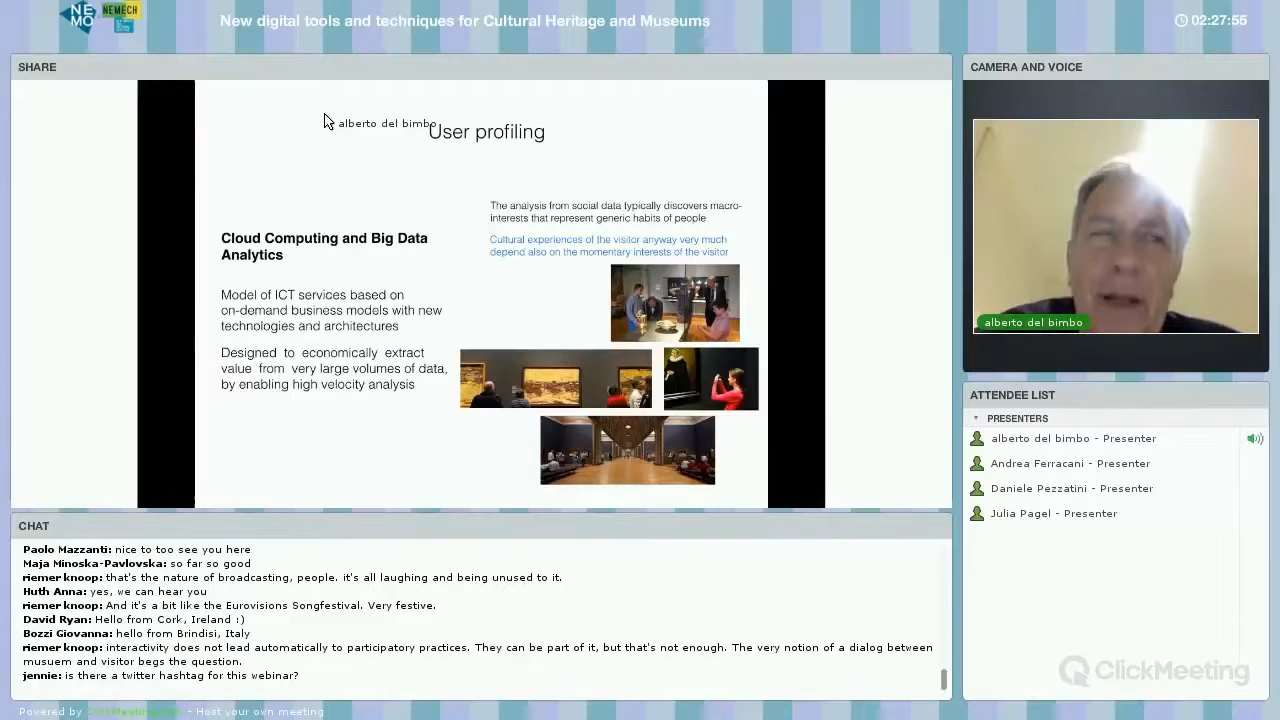 NE
MO
NEMECH
New digital tools and techniques for Cultural Heritage and Museums
02:27:55
SHARE
alberto del bimbo
User profiling
The analysis from social data typically discovers macro-
interests that represent generic habits of people
Cultural experiences of the visitor anyway very much
depend also on the momentary interests of the visitor
Cloud Computing and Big Data
Analytics
Model of ICT services based on
on-demand business models with new
technologies and architectures
Designed to economically extract
value from very large volumes of data,
by enabling high velocity analysis
CAMERA AND VOICE
alberto del bimbo
ATTENDEE LIST
PRESENTERS
alberto del bimbo - Presenter
Andrea Ferracani - Presenter
Daniele Pezzatini - Presenter
Julia Pagel - Presenter
CHAT
Paolo Mazzanti: nice to too see you here
Maja Minoska-Pavlovska: so far so good
riemer knoop: that's the nature of broadcasting, people. it's all laughing and being unused to it.
Huth Anna: yes, we can hear you
riemer knoop: And it's a bit like the Eurovisions Songfestival. Very festive.
David Ryan: Hello from Cork, Ireland :)
Bozzi Giovanna: hello from Brindisi, Italy
riemer knoop: interactivity does not lead automatically to participatory practices. They can be part of it, but that's not enough. The very notion of a dialog between
musuem and visitor begs the question.
jennie: is there a twitter hashtag for this webinar?
ClickMeeting
Powered by ClickMeeting.com - Host your own meeting